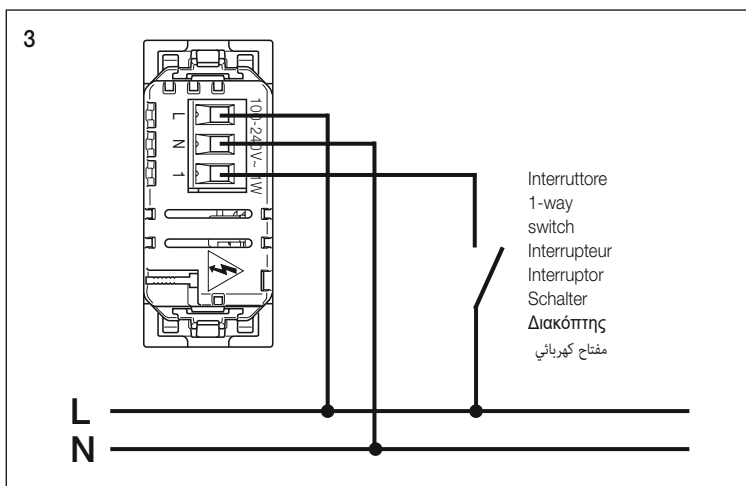 3
L
N
1
100-240V~ 1W
Interruttore
1-way
switch
Interrupteur
Interruptor
Schalter
Διακόπτης
مفتاح كهربائي
L
N